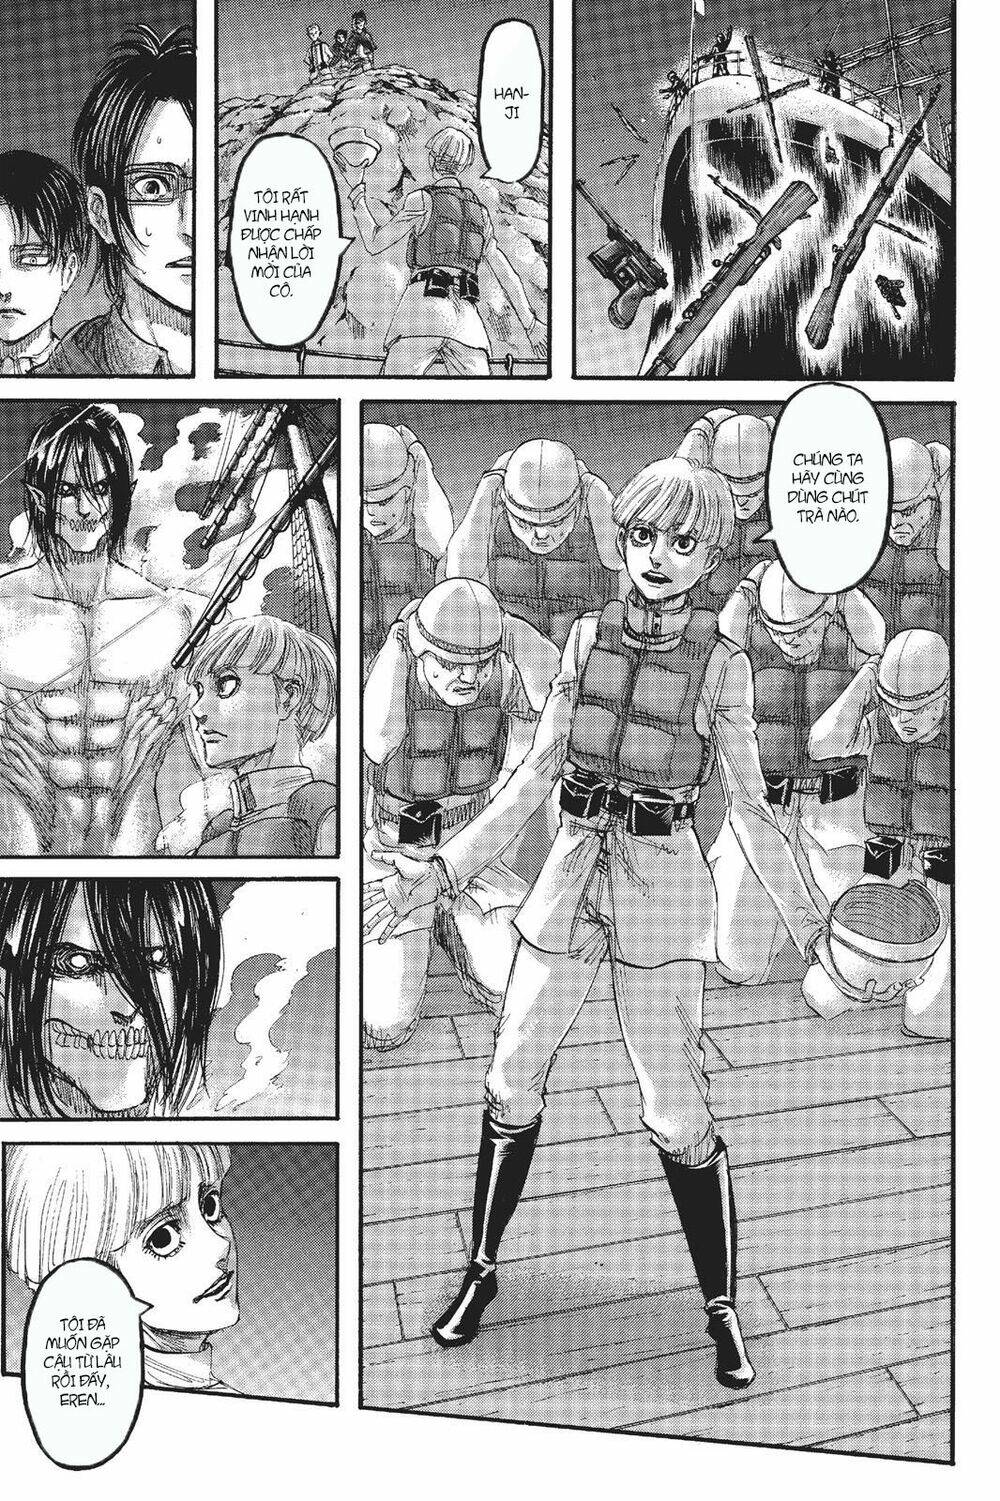 HAN-
JI
TÔI RẤT
VINH HẠNH
ĐƯỢC CHẤP
NHẬN LỜI
MỜI CỦA
CÔ.
CHÚNG TA
HÃY CÙNG
DÙNG CHÚT
TRÀ NÀO.
TÔI ĐÃ
MUỐN GẶP
CẬU TỪ LÂU
RỒI ĐẤY,
EREN...